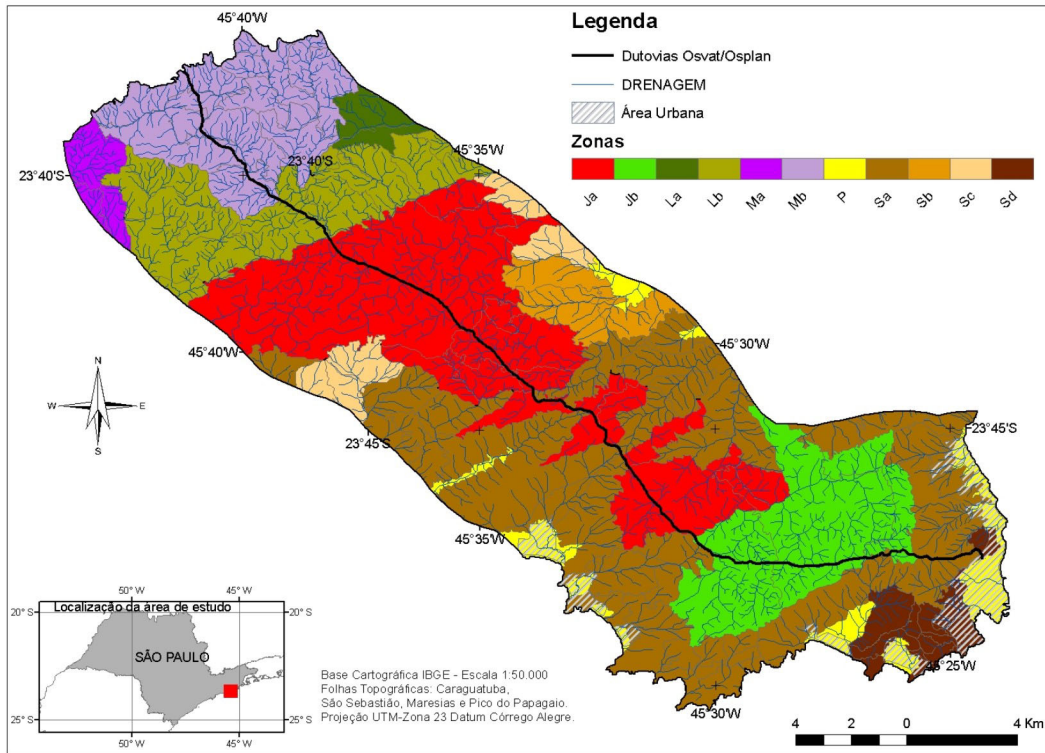 45°40'W
Legenda
Dutovias Osvat/Osplan
DRENAGEM
Área Urbana
Zonas
Ja Jb La Lb Ma Mb P Sa Sb Sc Sd
45°35'W
23°40'S
23°40'S
45°30'W
45°40'W
N
W E
S
23°45'S
23°45'S
45°35'W
45°25'W
45°30'W
50° W 45° W
Localização da área de estudo
20° S 20° S
SÃO PAULO
25° S 25° S
50° W 45° W
Base Cartográfica IBGE - Escala 1:50.000
Folhas Topográficas: Caraguatuba,
São Sebastião, Maresias e Pico do Papagaio.
Projeção UTM-Zona 23 Datum Córrego Alegre.
4 2 0 4 Km